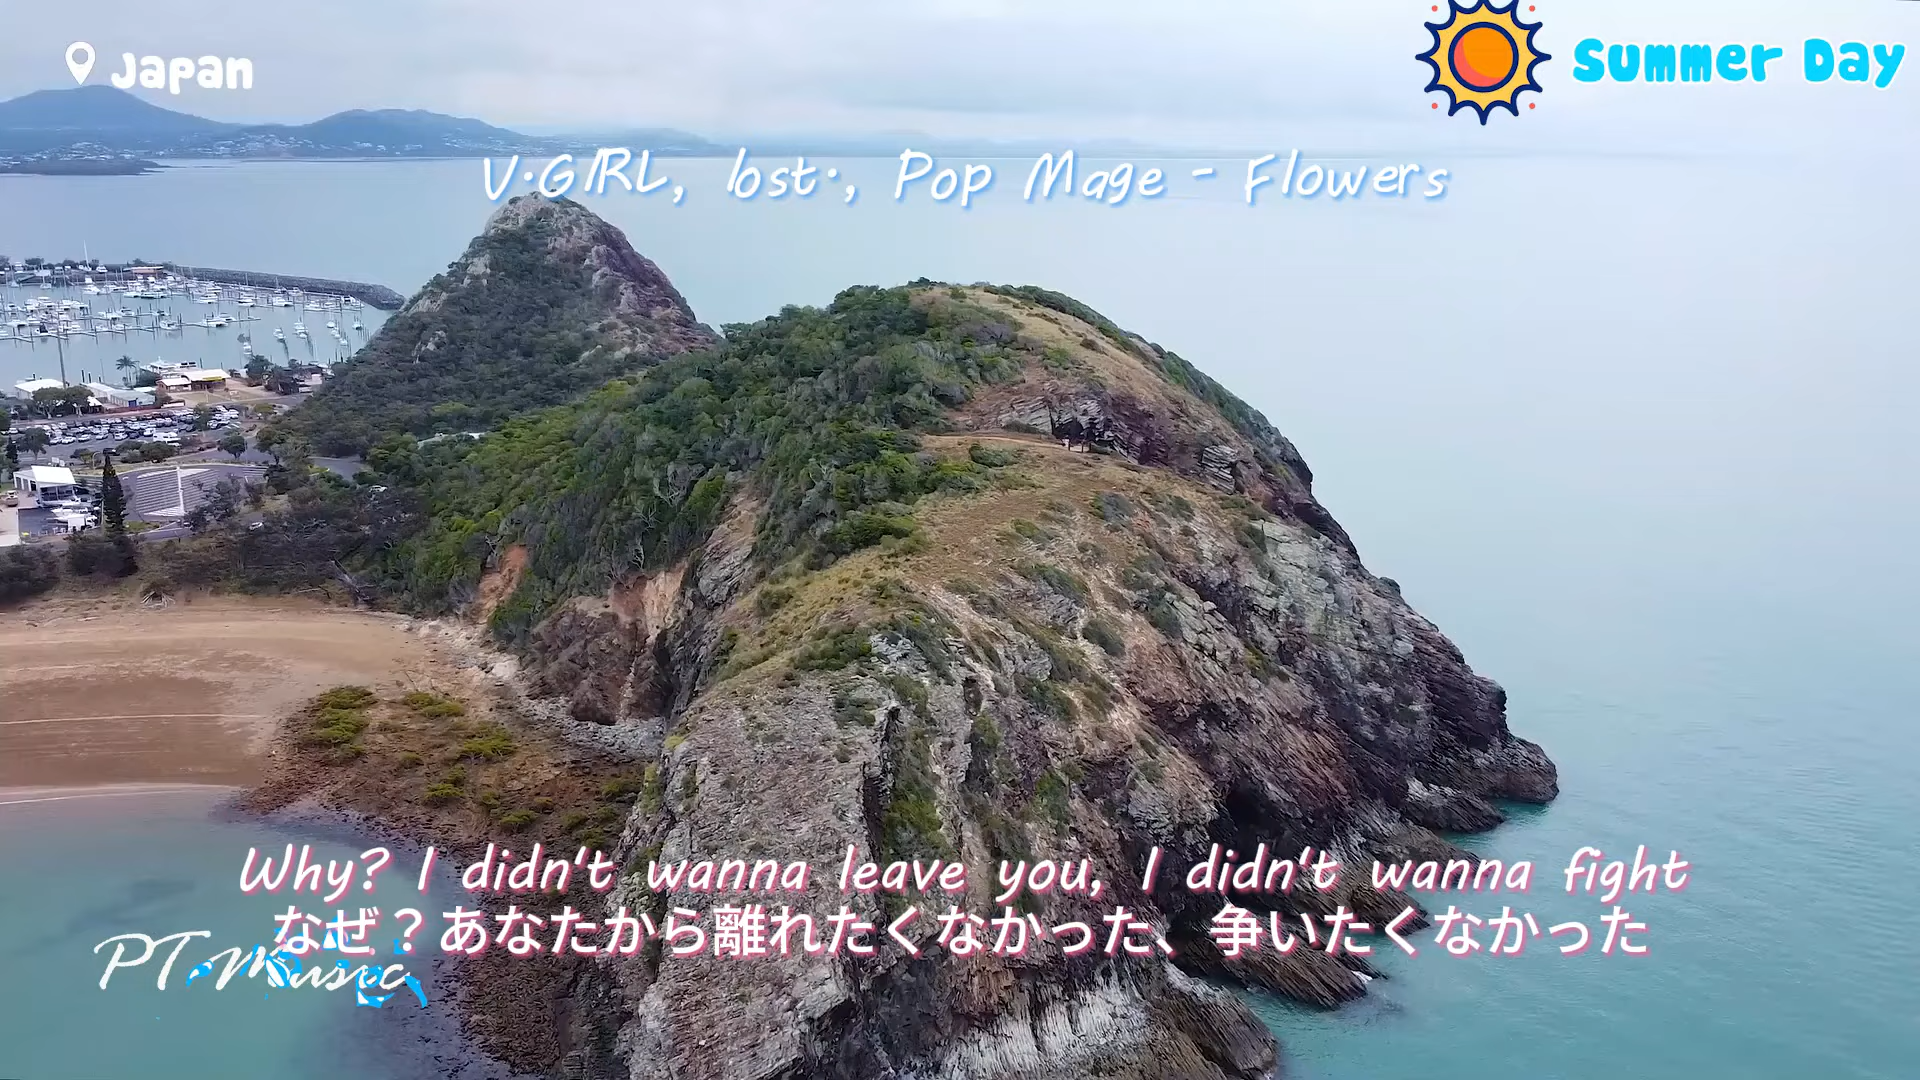 Japan
Summer Day
V.GIRL, lost., Pop Mage - Flowers
Why? I didn't wanna leave you, I didn't wanna fight
なぜ？あなたから離れたくなかった、争いたくなかった
PT Music